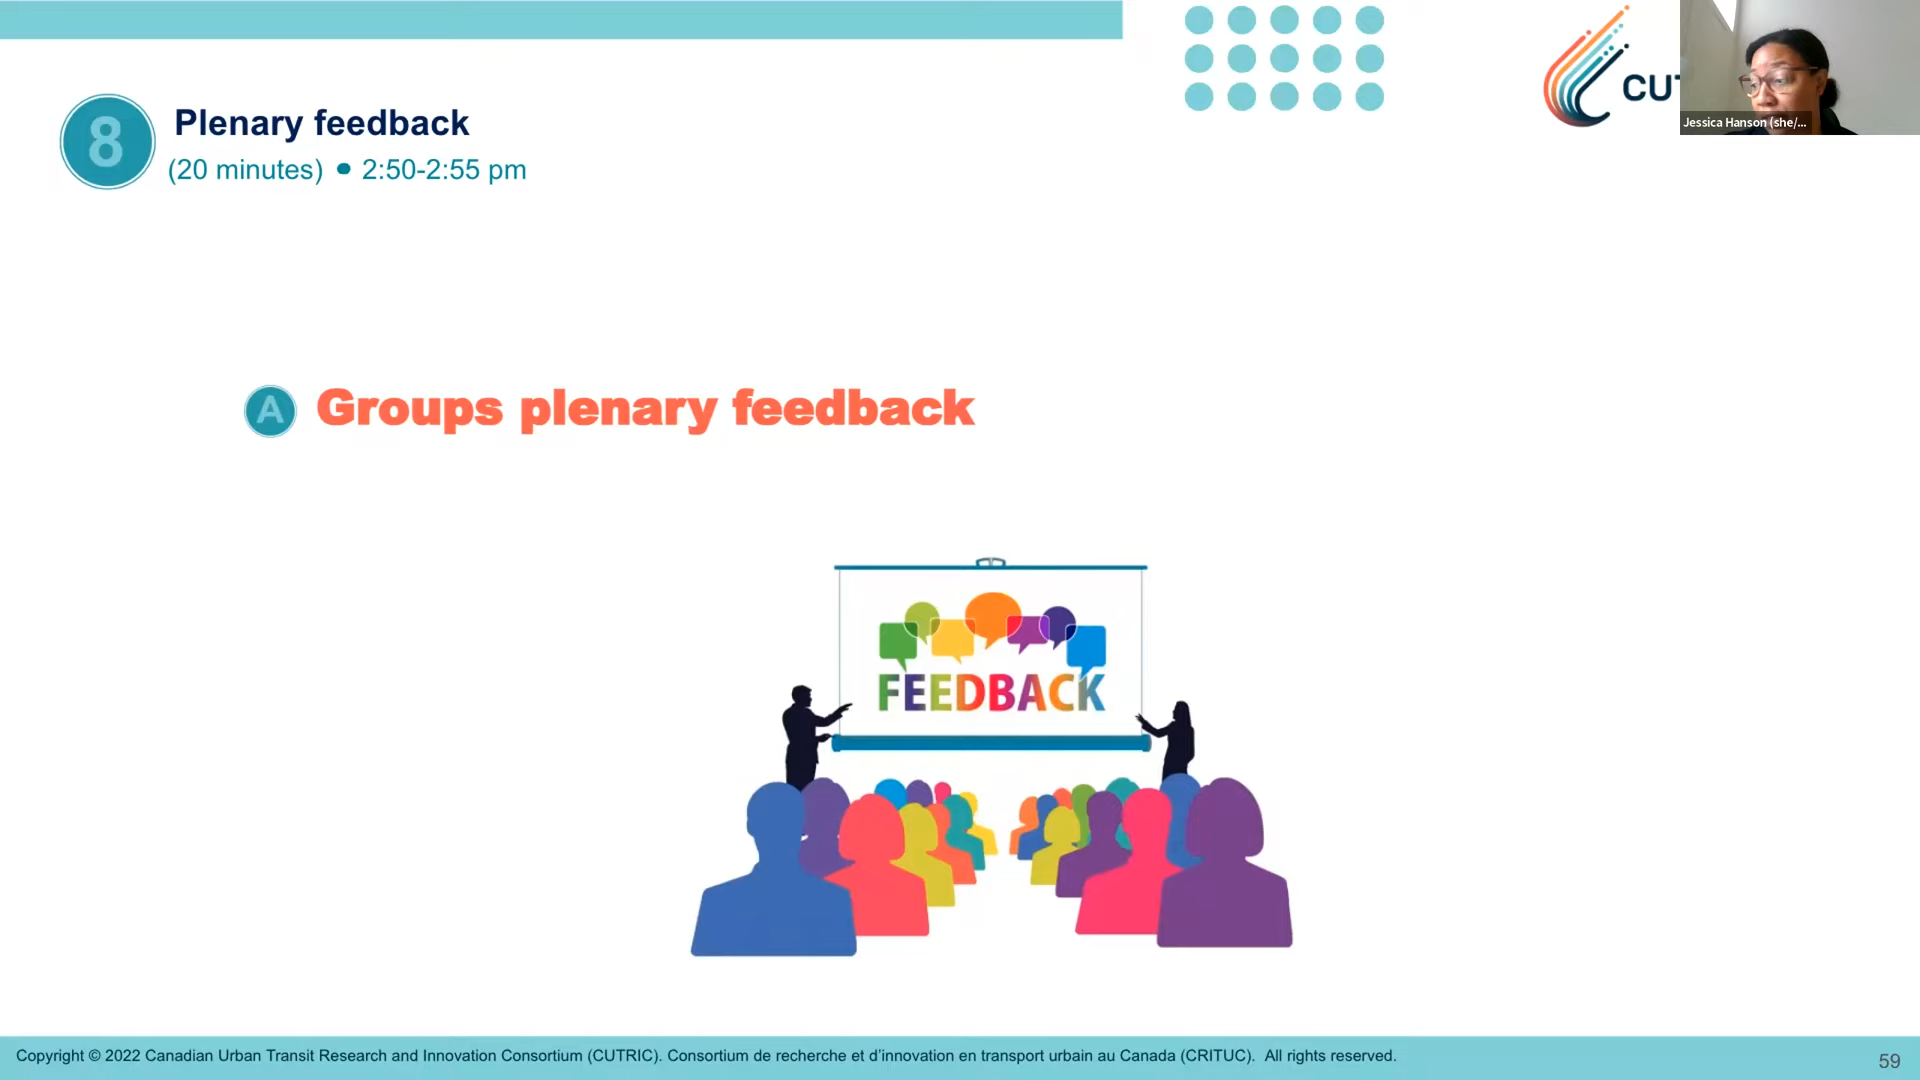 CUT
Jessica Hanson (she/...
8
Plenary feedback
(20 minutes) • 2:50-2:55 pm
A
Groups plenary feedback
FEEDBACK
Copyright © 2022 Canadian Urban Transit Research and Innovation Consortium (CUTRIC). Consortium de recherche et d’innovation en transport urbain au Canada (CRITUC).  All rights reserved.
59